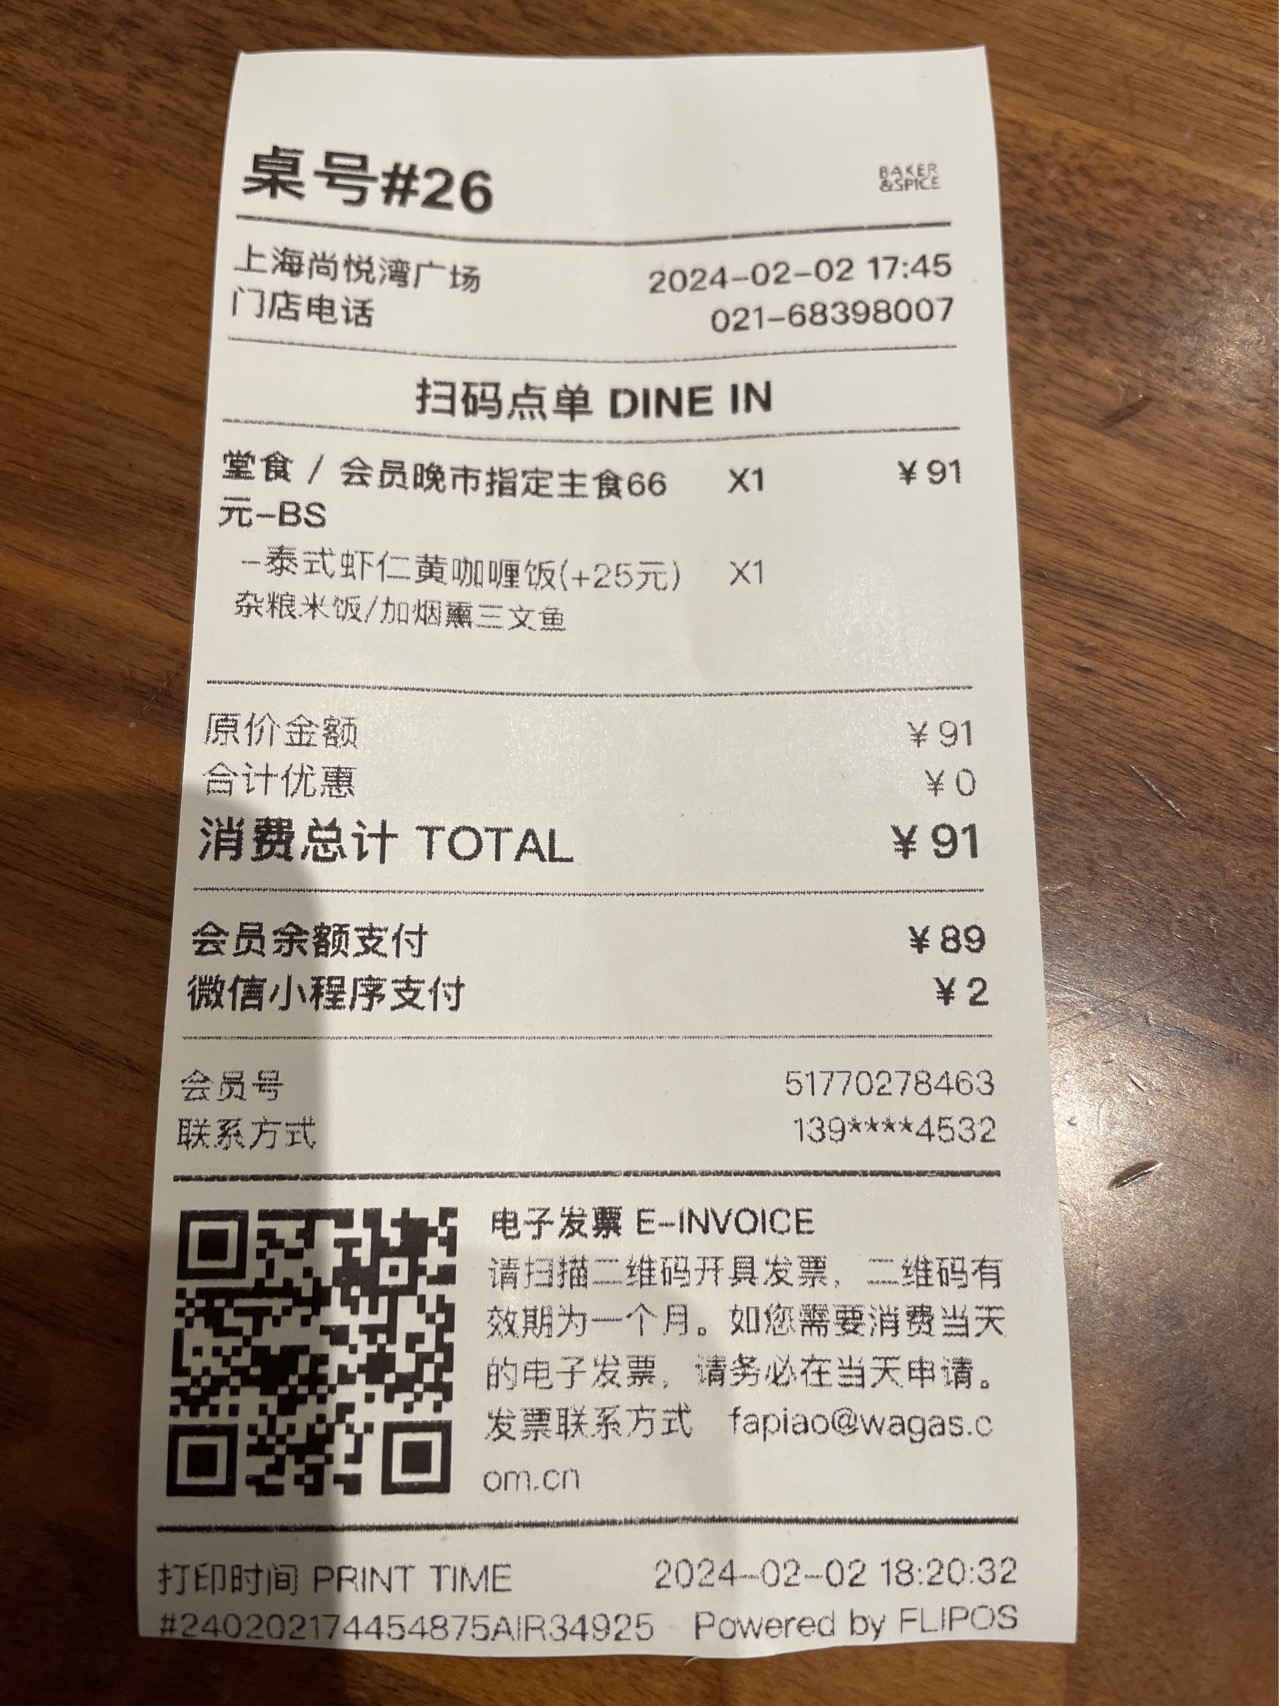 桌号#26
BAKER
&SPICE
上海尚悦湾广场 2024-02-02 17:45
门店电话 021-68398007
扫码点单 DINE IN
堂食 / 会员晚市指定主食66 X1 ¥91
元-BS
-泰式虾仁黄咖喱饭(+25元) X1
杂粮米饭/加烟熏三文鱼
原价金额 ¥91
合计优惠 ¥0
消费总计 TOTAL ¥91
会员余额支付 ¥89
微信小程序支付 ¥2
会员号 51770278463
联系方式 139****4532
电子发票 E-INVOICE
请扫描二维码开具发票，二维码有
效期为一个月。如您需要消费当天
的电子发票，请务必在当天申请。
发票联系方式 fapiao@wagas.c
om.cn
打印时间 PRINT TIME 2024-02-02 18:20:32
#240202174454875AIR34925 Powered by FLIPOS